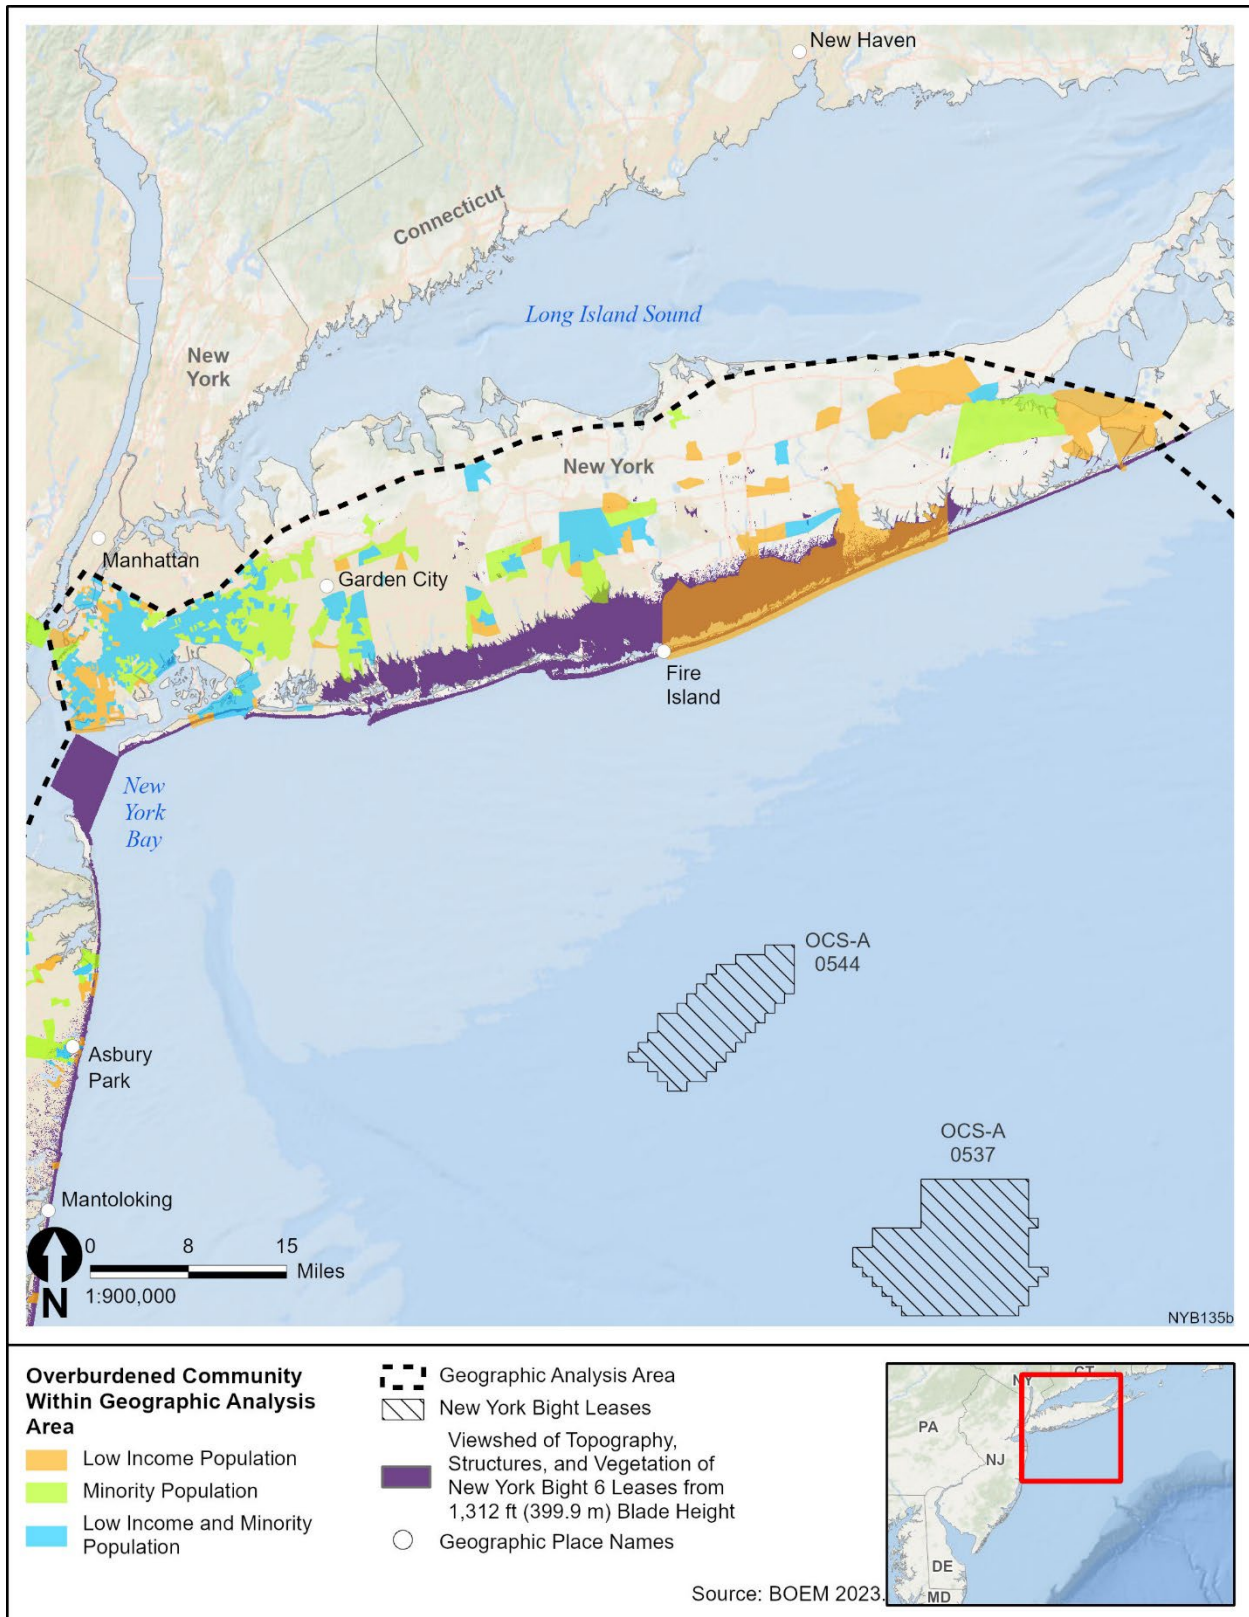 New Haven
Connecticut
Long Island Sound
New
York
New York
Manhattan
Garden City
Fire
Island
New
York
Bay
OCS-A
0544
Asbury
Park
OCS-A
0537
Mantoloking
0 8 15
Miles
1:900,000
N
NYB135b
Overburdened Community
Within Geographic Analysis
Area
Low Income Population
Minority Population
Low Income and Minority
Population
Geographic Analysis Area
New York Bight Leases
Viewshed of Topography,
Structures, and Vegetation of
New York Bight 6 Leases from
1,312 ft (399.9 m) Blade Height
Geographic Place Names
Source: BOEM 2023.
NY
CT
PA
NJ
DE
MD